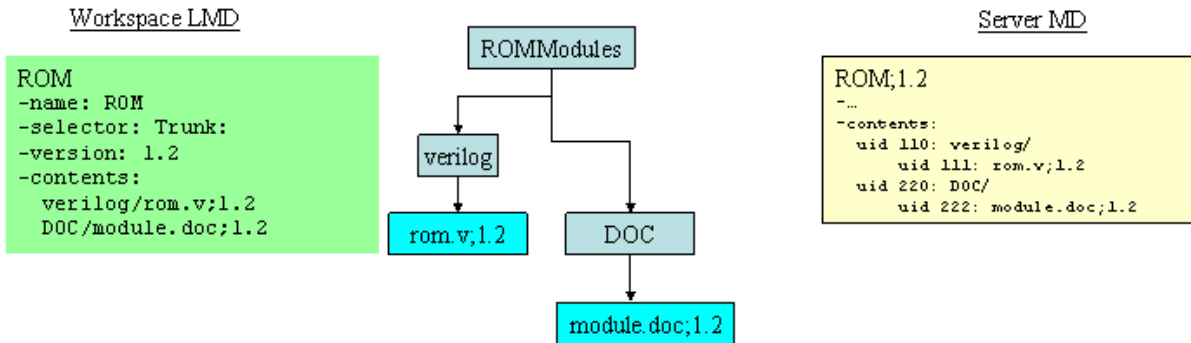 Workspace LMD
ROM
-name: ROM
-selector: Trunk:
-version: 1.2
-contents:
verilog/rom.v;1.2
DOC/module.doc;1.2
ROMModules
verilog
rom.v;1.2
DOC
module.doc;1.2
Server MD
ROM;1.2
-…
-contents:
uid 110: verilog/
uid 111: rom.v;1.2
uid 220: DOC/
uid 222: module.doc;1.2